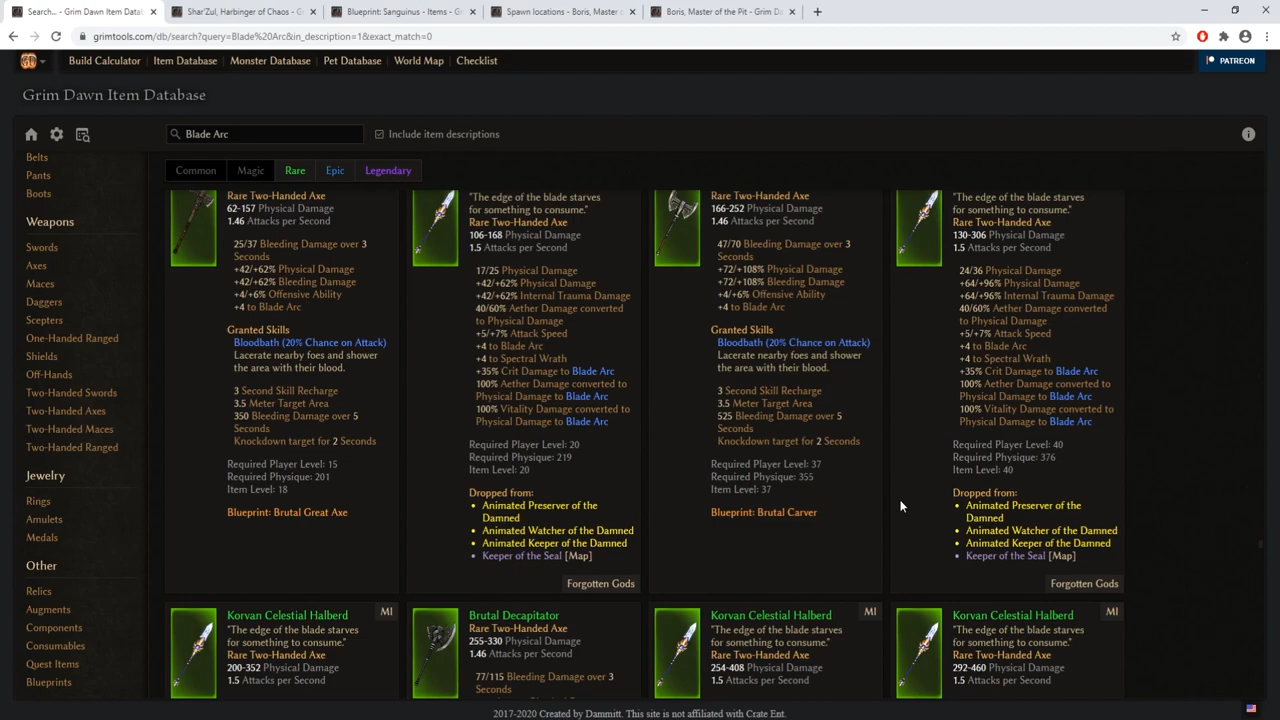 Search... - Grim Dawn Item Datab
Shar'Zul, Harbinger of Chaos - G
Blueprint: Sanguinus - Items - G
Spawn locations - Boris, Master o
Boris, Master of the Pit - Grim Da
grimtools.com/db/search?query=Blade%20Arc&in_description=1&exact_match=0
Build Calculator
Item Database
Monster Database
Pet Database
World Map
Checklist
PATREON
Grim Dawn Item Database
Blade Arc
Include item descriptions
Common
Magic
Rare
Epic
Legendary
Belts
Pants
Boots
Weapons
Swords
Axes
Maces
Daggers
Scepters
One-Handed Ranged
Shields
Off-Hands
Two-Handed Swords
Two-Handed Axes
Two-Handed Maces
Two-Handed Ranged
Jewelry
Rings
Amulets
Medals
Other
Relics
Augments
Components
Consumables
Quest Items
Blueprints
Rare Two-Handed Axe
62-157 Physical Damage
1.46 Attacks per Second
25/37 Bleeding Damage over 3
Seconds
+42/+62% Physical Damage
+42/+62% Bleeding Damage
+4/+6% Offensive Ability
+4 to Blade Arc
Granted Skills
Bloodbath (20% Chance on Attack)
Lacerate nearby foes and shower
the area with their blood.
3 Second Skill Recharge
3.5 Meter Target Area
350 Bleeding Damage over 5
Seconds
Knockdown target for 2 Seconds
Required Player Level: 15
Required Physique: 201
Item Level: 18
Blueprint: Brutal Great Axe
"The edge of the blade starves
for something to consume."
Rare Two-Handed Axe
106-168 Physical Damage
1.5 Attacks per Second
17/25 Physical Damage
+42/+62% Physical Damage
+42/+62% Internal Trauma Damage
40/60% Aether Damage converted
to Physical Damage
+5/+7% Attack Speed
+4 to Blade Arc
+4 to Spectral Wrath
+35% Crit Damage to Blade Arc
100% Aether Damage converted to
Physical Damage to Blade Arc
100% Vitality Damage converted to
Physical Damage to Blade Arc
Required Player Level: 20
Required Physique: 219
Item Level: 20
Dropped from:
• Animated Preserver of the
Damned
• Animated Watcher of the Damned
• Animated Keeper of the Damned
• Keeper of the Seal [Map]
Forgotten Gods
Rare Two-Handed Axe
166-252 Physical Damage
1.46 Attacks per Second
47/70 Bleeding Damage over 3
Seconds
+72/+108% Physical Damage
+72/+108% Bleeding Damage
+4/+6% Offensive Ability
+4 to Blade Arc
Granted Skills
Bloodbath (20% Chance on Attack)
Lacerate nearby foes and shower
the area with their blood.
3 Second Skill Recharge
3.5 Meter Target Area
525 Bleeding Damage over 5
Seconds
Knockdown target for 2 Seconds
Required Player Level: 37
Required Physique: 355
Item Level: 37
Blueprint: Brutal Carver
"The edge of the blade starves
for something to consume."
Rare Two-Handed Axe
130-306 Physical Damage
1.5 Attacks per Second
24/36 Physical Damage
+64/+96% Physical Damage
+64/+96% Internal Trauma Damage
40/60% Aether Damage converted
to Physical Damage
+5/+7% Attack Speed
+4 to Blade Arc
+4 to Spectral Wrath
+35% Crit Damage to Blade Arc
100% Aether Damage converted to
Physical Damage to Blade Arc
100% Vitality Damage converted to
Physical Damage to Blade Arc
Required Player Level: 40
Required Physique: 376
Item Level: 40
Dropped from:
• Animated Preserver of the
Damned
• Animated Watcher of the Damned
• Animated Keeper of the Damned
• Keeper of the Seal [Map]
Forgotten Gods
Korvan Celestial Halberd
MI
"The edge of the blade starves
for something to consume."
Rare Two-Handed Axe
200-352 Physical Damage
1.5 Attacks per Second
Brutal Decapitator
Rare Two-Handed Axe
255-330 Physical Damage
1.46 Attacks per Second
77/115 Bleeding Damage over 3
Seconds
Korvan Celestial Halberd
MI
"The edge of the blade starves
for something to consume."
Rare Two-Handed Axe
254-408 Physical Damage
1.5 Attacks per Second
Korvan Celestial Halberd
MI
"The edge of the blade starves
for something to consume."
Rare Two-Handed Axe
292-460 Physical Damage
1.5 Attacks per Second
2017-2020 Created by Dammitt. This site is not affiliated with Crate Ent.